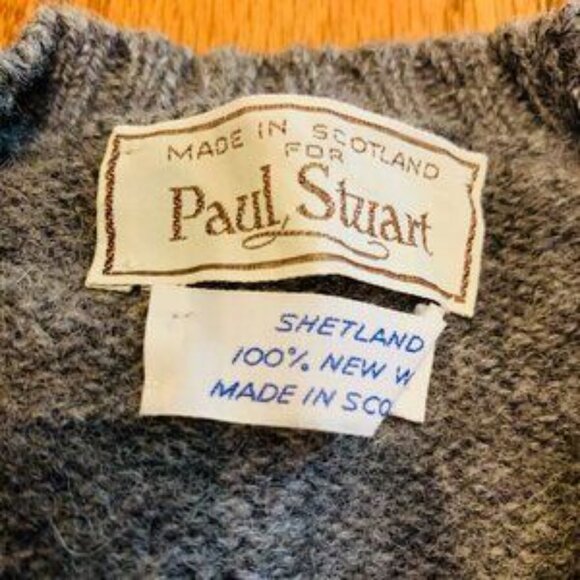 MADE IN SCOTLAND
FOR
Paul Stuart
SHETLAND
100% NEW W
MADE IN SCO